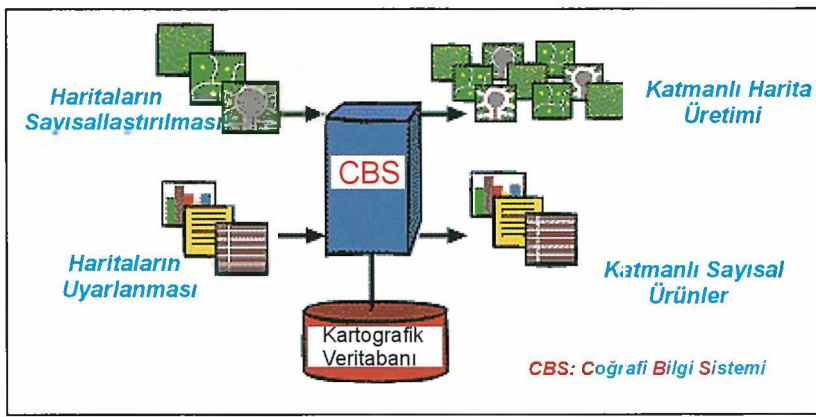 Haritaların
Sayısallaştırılması
Katmanlı Harita
Üretimi
CBS
Haritaların
Uyarlanması
Katmanlı Sayısal
Ürünler
Kartografik
Veritabanı
CBS: Coğrafi Bilgi Sistemi